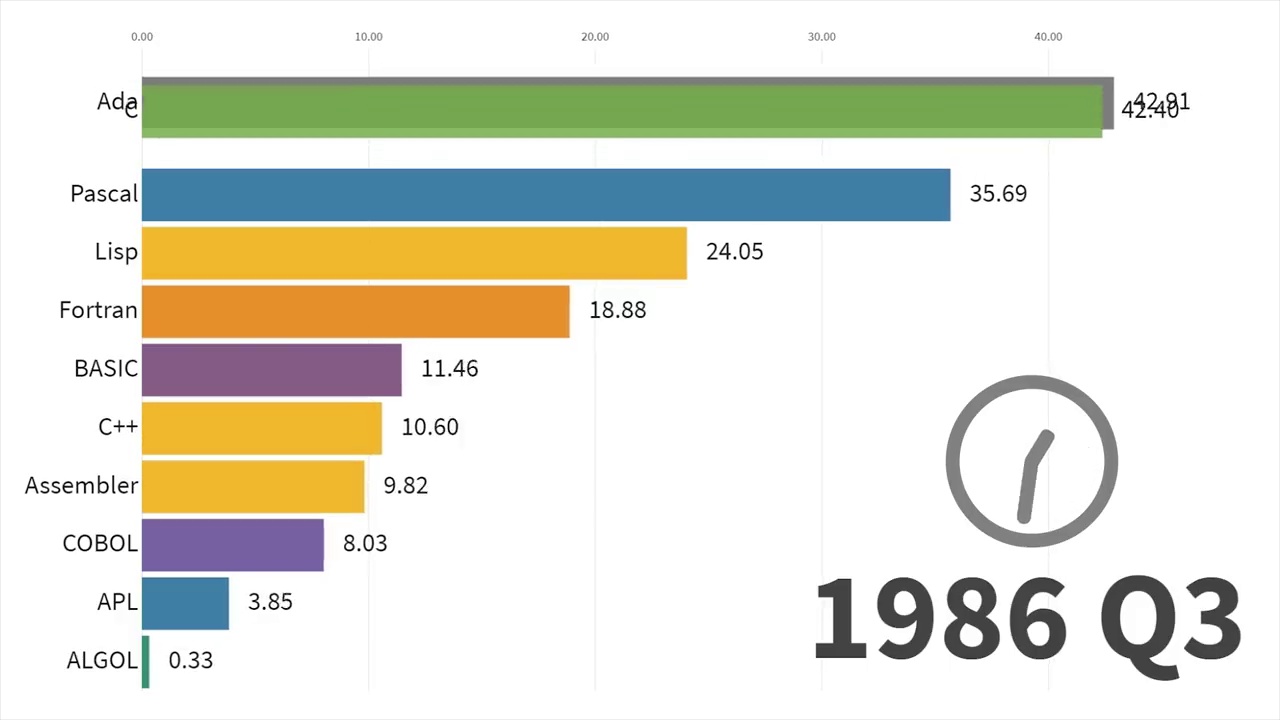 0.00 10.00 20.00 30.00 40.00
Ada 42.91
C 42.40
Pascal 35.69
Lisp 24.05
Fortran 18.88
BASIC 11.46
C++ 10.60
Assembler 9.82
COBOL 8.03
APL 3.85
ALGOL 0.33
1986 Q3